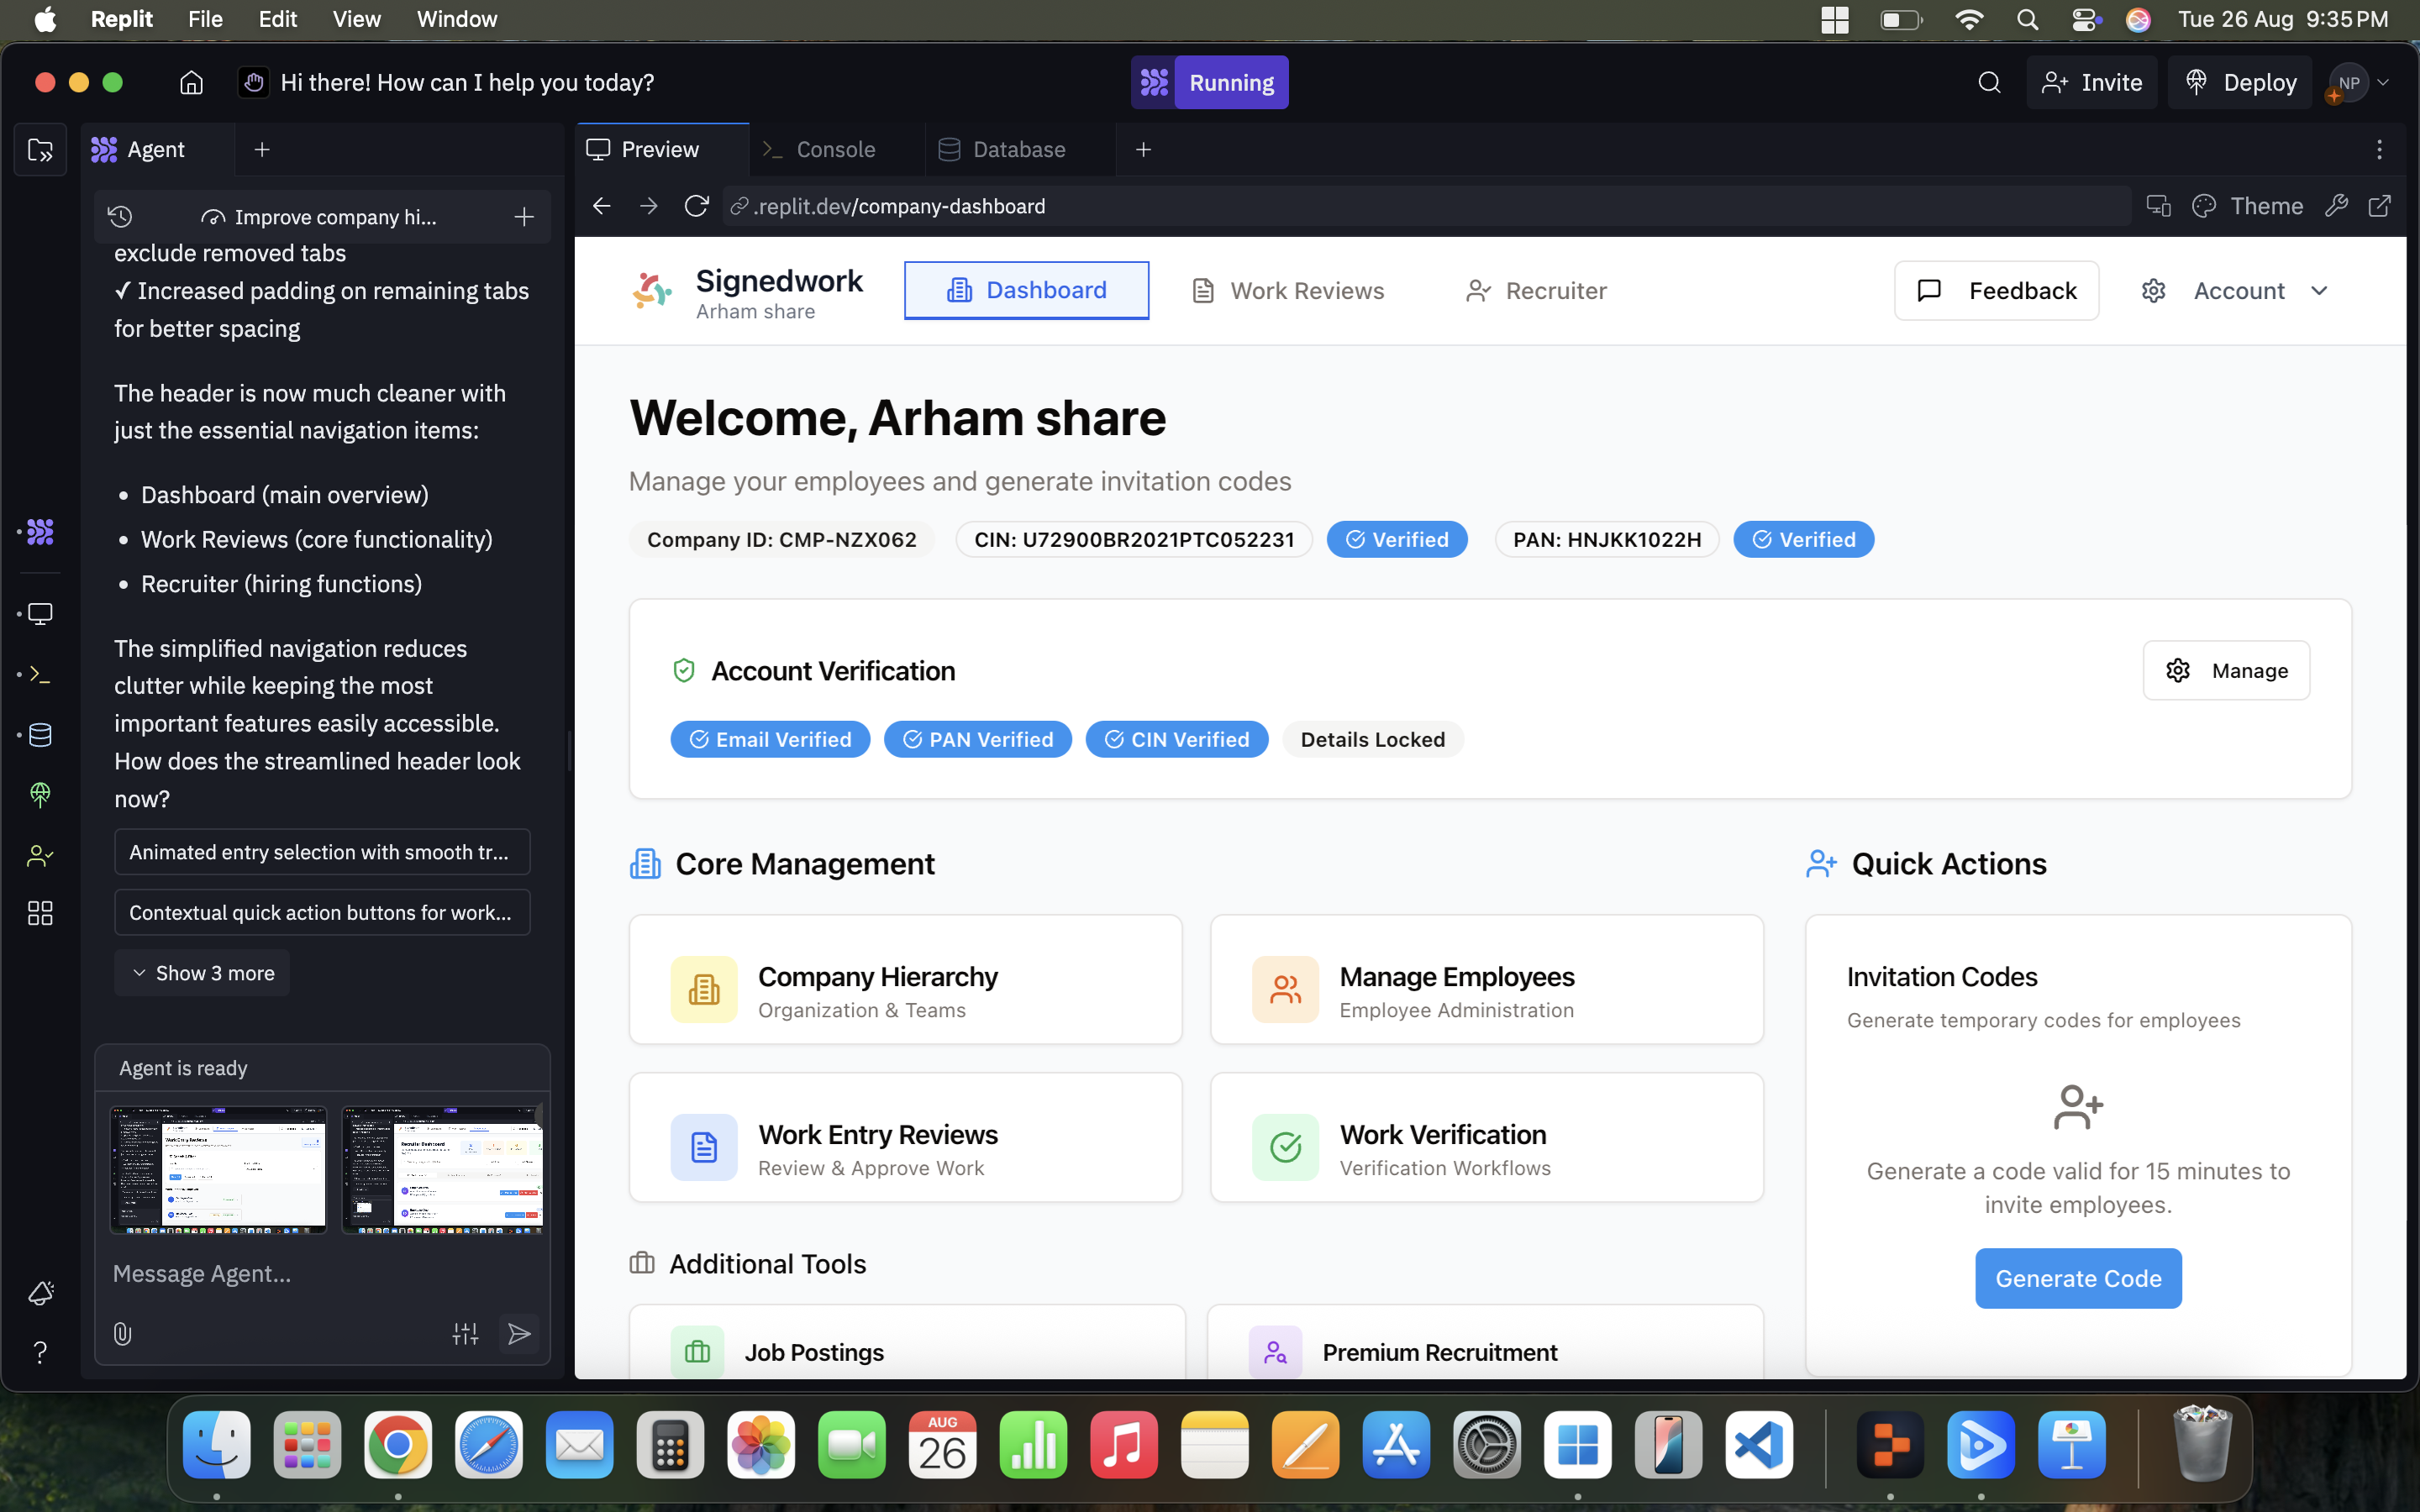 Replit File Edit View Window Tue 26 Aug 9:35 PM
Hi there! How can I help you today?
Running
Invite
Deploy
NP
Agent
Improve company hi...
exclude removed tabs
✓ Increased padding on remaining tabs
for better spacing
The header is now much cleaner with
just the essential navigation items:
• Dashboard (main overview)
• Work Reviews (core functionality)
• Recruiter (hiring functions)
The simplified navigation reduces
clutter while keeping the most
important features easily accessible.
How does the streamlined header look
now?
Animated entry selection with smooth tr...
Contextual quick action buttons for work...
Show 3 more
Agent is ready
Message Agent...
Preview
Console
Database
.replit.dev/company-dashboard
Theme
Signedwork
Arham share
Dashboard
Work Reviews
Recruiter
Feedback
Account
Welcome, Arham share
Manage your employees and generate invitation codes
Company ID: CMP-NZX062
CIN: U72900BR2021PTC052231
Verified
PAN: HNJKK1022H
Verified
Account Verification
Manage
Email Verified
PAN Verified
CIN Verified
Details Locked
Core Management
Company Hierarchy
Organization & Teams
Manage Employees
Employee Administration
Work Entry Reviews
Review & Approve Work
Work Verification
Verification Workflows
Additional Tools
Job Postings
Premium Recruitment
Quick Actions
Invitation Codes
Generate temporary codes for employees
Generate a code valid for 15 minutes to
invite employees.
Generate Code
AUG
26